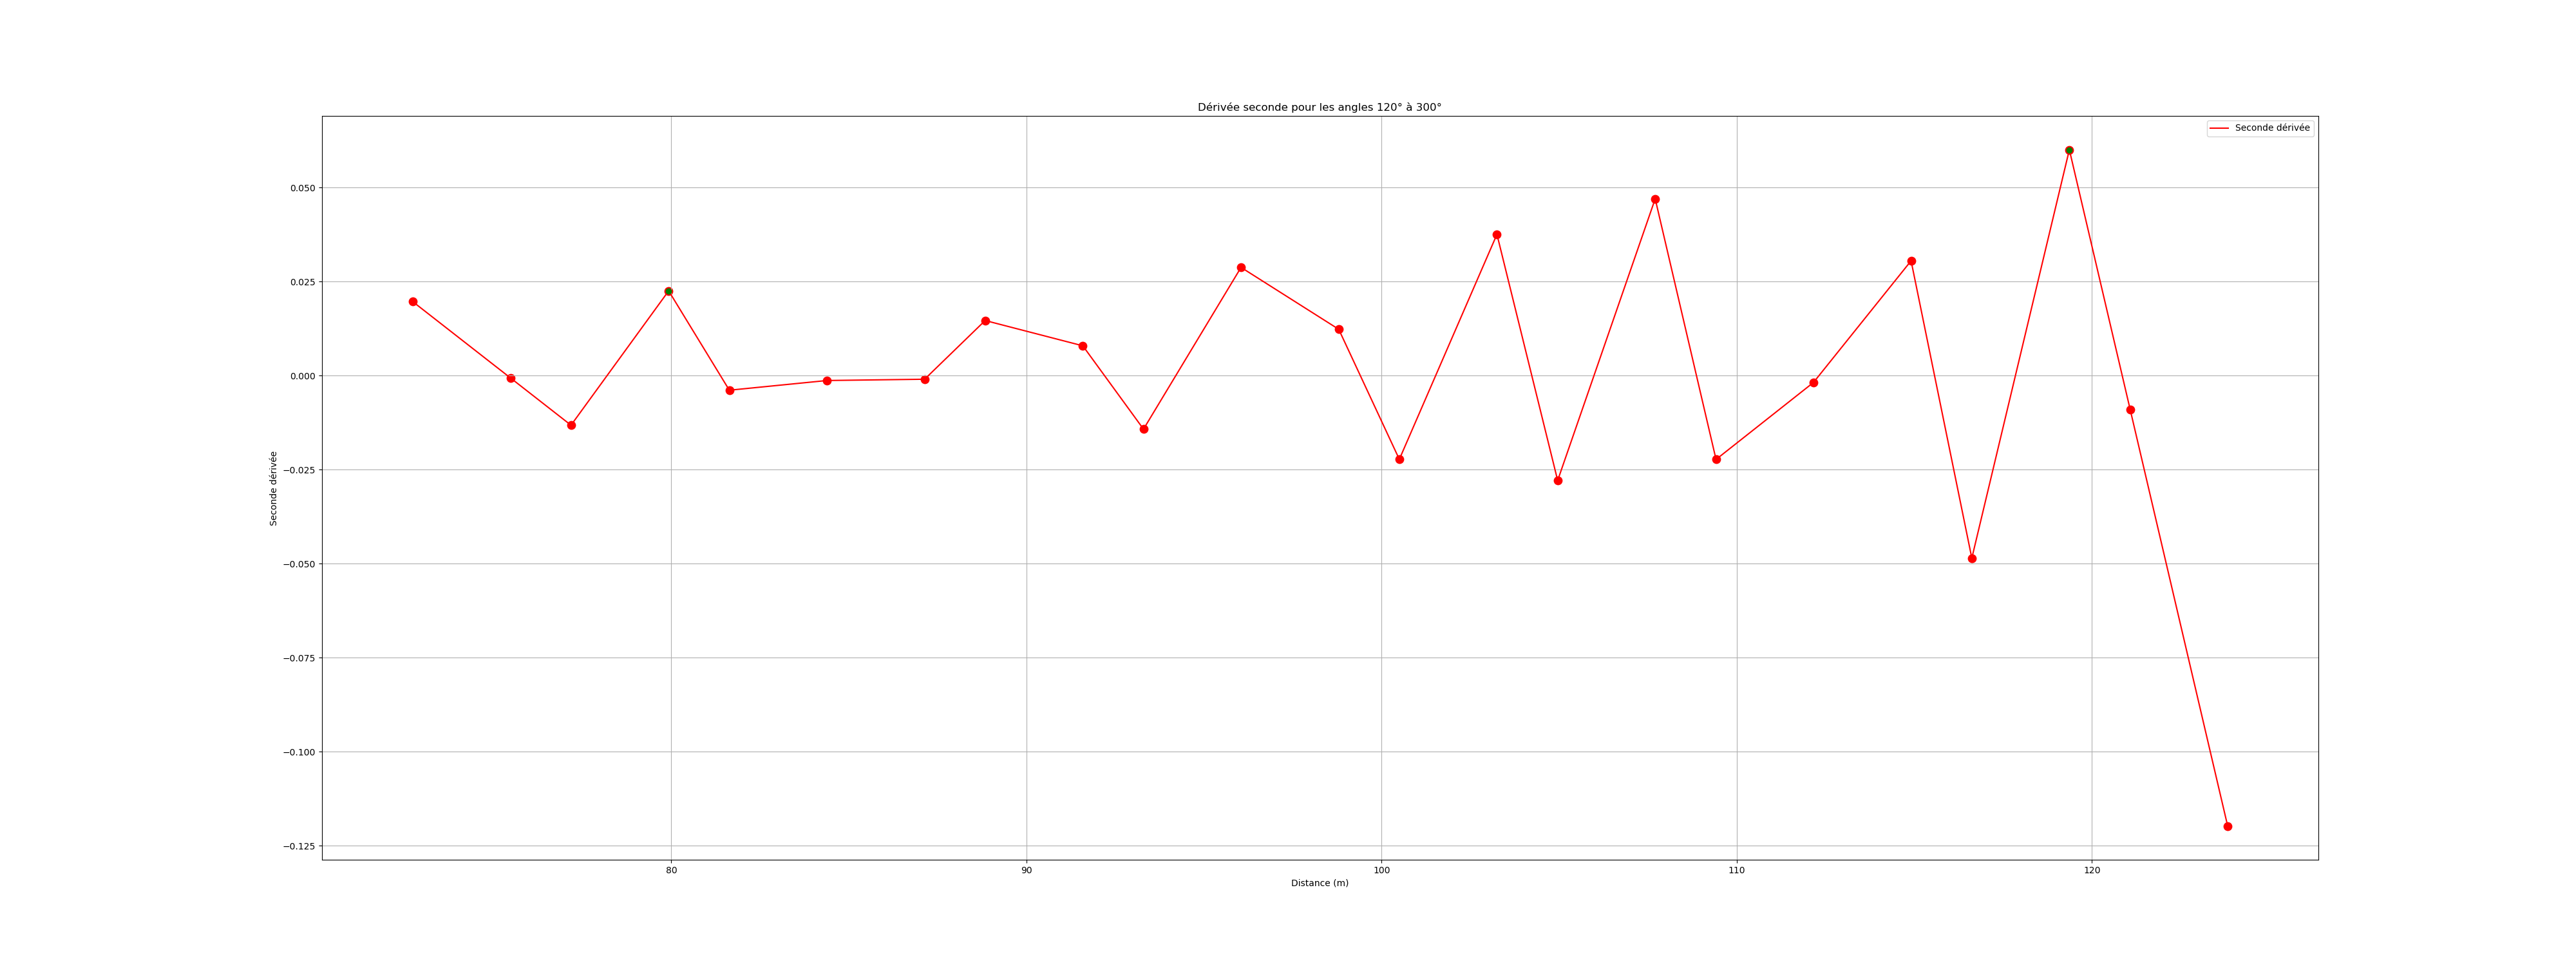 Dérivée seconde pour les angles 120° à 300°
Seconde dérivée
0.050
0.025
0.000
−0.025
−0.050
−0.075
−0.100
−0.125
Seconde dérivée
80 90 100 110 120
Distance (m)